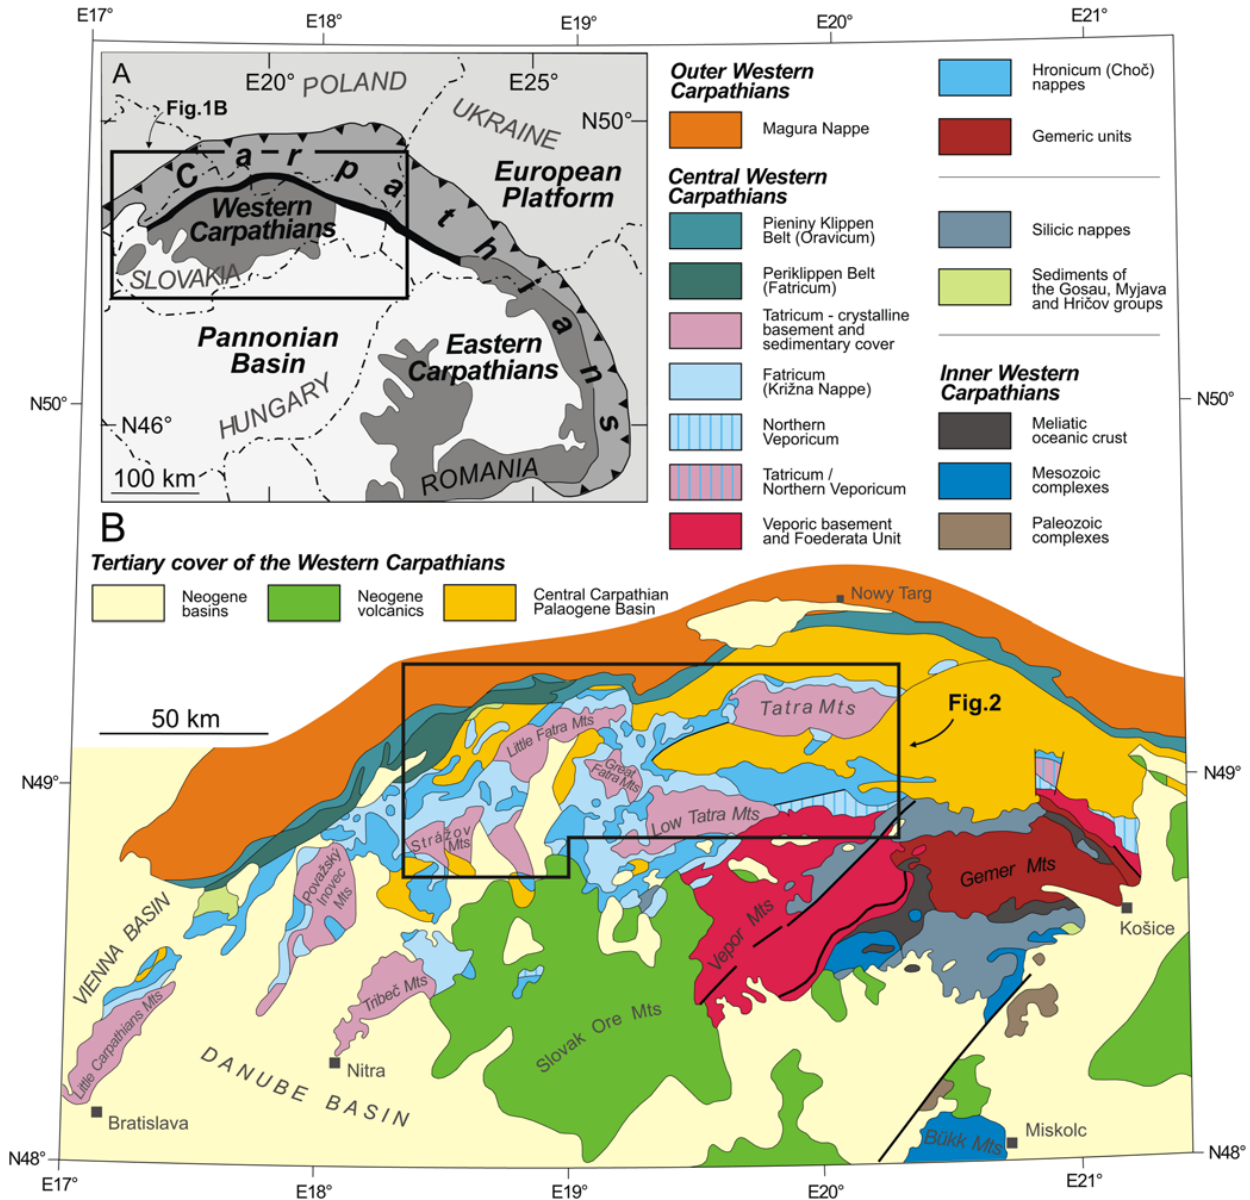 E17°
E18°
E19°
E20°
E21°
A
E20°
POLAND
E25°
Fig.1B
UKRAINE
N50°
Carpathians
European
Platform
Western
Carpathians
SLOVAKIA
Pannonian
Basin
Eastern
Carpathians
HUNGARY
N46°
ROMANIA
100 km
Outer Western
Carpathians
Magura Nappe
Central Western
Carpathians
Pieniny Klippen
Belt (Oravicum)
Periklippen Belt
(Fatricum)
Tatricum - crystalline
basement and
sedimentary cover
Fatricum
(Križna Nappe)
Northern
Veporicum
Tatricum /
Northern Veporicum
Veporic basement
and Foederata Unit
Hronicum (Choč)
nappes
Gemeric units
Silicic nappes
Sediments of
the Gosau, Myjava
and Hričov groups
Inner Western
Carpathians
Meliatic
oceanic crust
Mesozoic
complexes
Paleozoic
complexes
N50°
N50°
B
Tertiary cover of the Western Carpathians
Neogene
basins
Neogene
volcanics
Central Carpathian
Palaogene Basin
Nowy Targ
50 km
Fig.2
Tatra Mts
Little Fatra Mts
Great
Fatra Mts
N49°
N49°
Low Tatra Mts
Strážov
Mts
Považský
Inovec
Mts
Gemer Mts
Košice
VIENNA BASIN
Vepor Mts
Tribeč Mts
Little Carpathians Mts
Slovak Ore Mts
DANUBE BASIN
Nitra
Bratislava
Bükk Mts
Miskolc
N48°
N48°
E17°
E18°
E19°
E20°
E21°